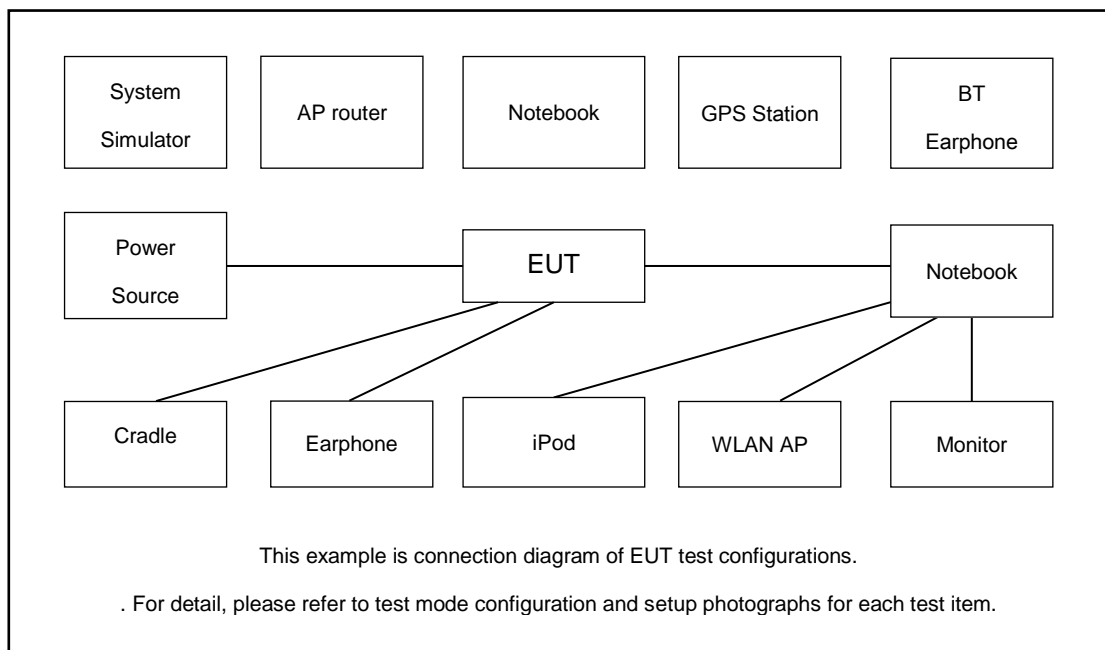 System
Simulator
AP router
Notebook
GPS Station
BT
Earphone
Power
Source
EUT
Notebook
Cradle
Earphone
iPod
WLAN AP
Monitor
This example is connection diagram of EUT test configurations.
. For detail, please refer to test mode configuration and setup photographs for each test item.